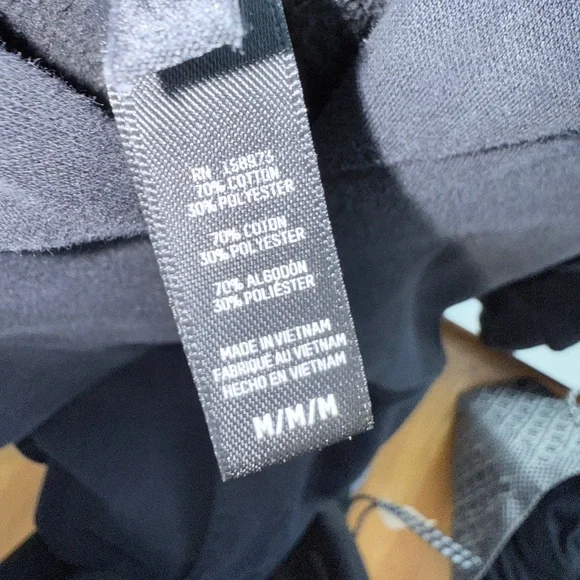 RN 158975
70% COTTON
30% POLYESTER
70% COTON
30% POLYESTER
70% ALGODON
30% POLIÉSTER
MADE IN VIETNAM
FABRIQUÉ AU VIETNAM
HECHO EN VIETNAM
M/M/M